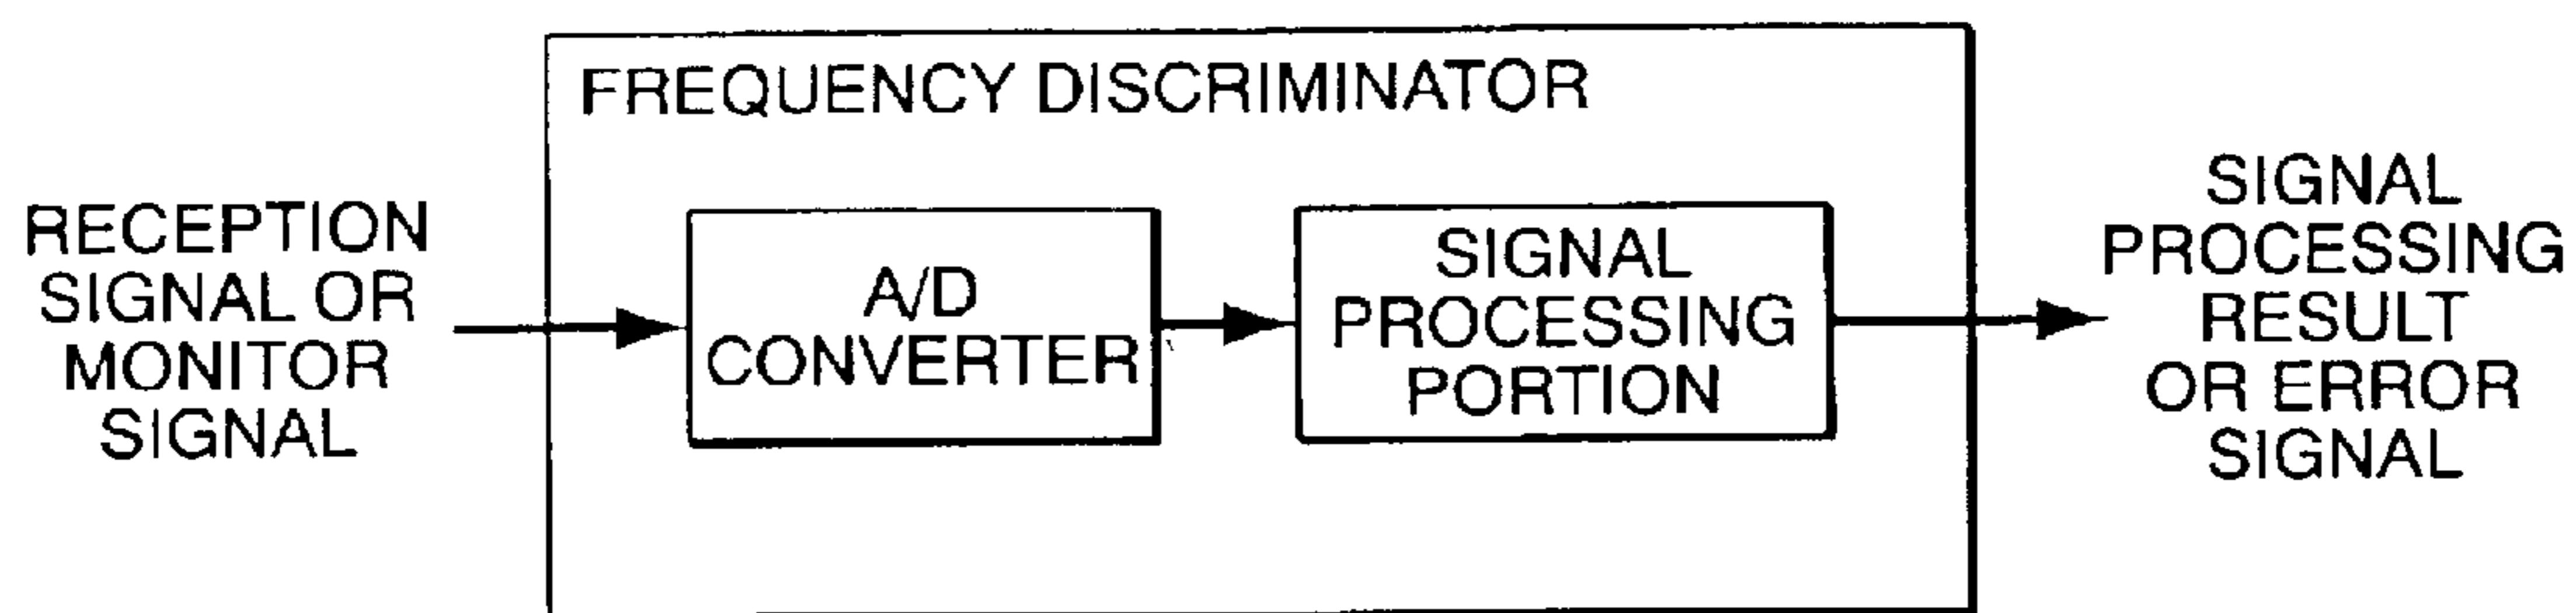 FREQUENCY DISCRIMINATOR
RECEPTION
SIGNAL OR
MONITOR
SIGNAL
A/D
CONVERTER
SIGNAL
PROCESSING
PORTION
SIGNAL
PROCESSING
RESULT
OR ERROR
SIGNAL